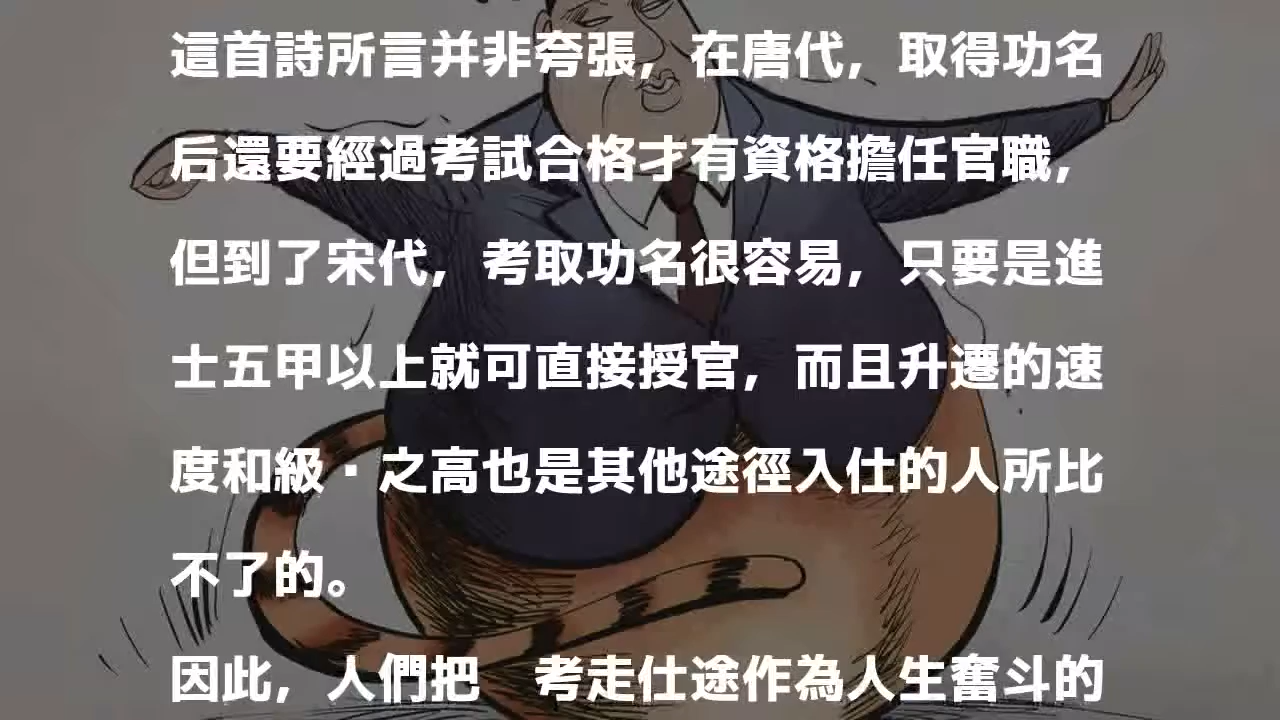 這首詩所言并非夸張，在唐代，取得功名
后還要經過考試合格才有資格擔任官職，
但到了宋代，考取功名很容易，只要是進
士五甲以上就可直接授官，而且升遷的速
度和級·之高也是其他途徑入仕的人所比
不了的。
因此，人們把　考走仕途作為人生奮斗的